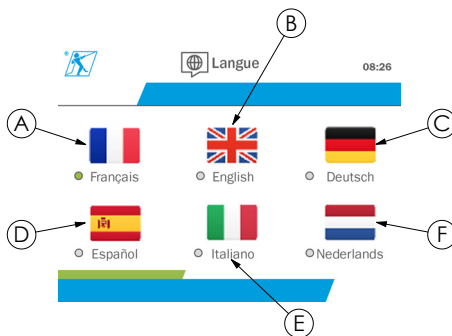 B
Langue
08:26
A
C
Français
English
Deutsch
D
F
Español
Italiano
Nederlands
E